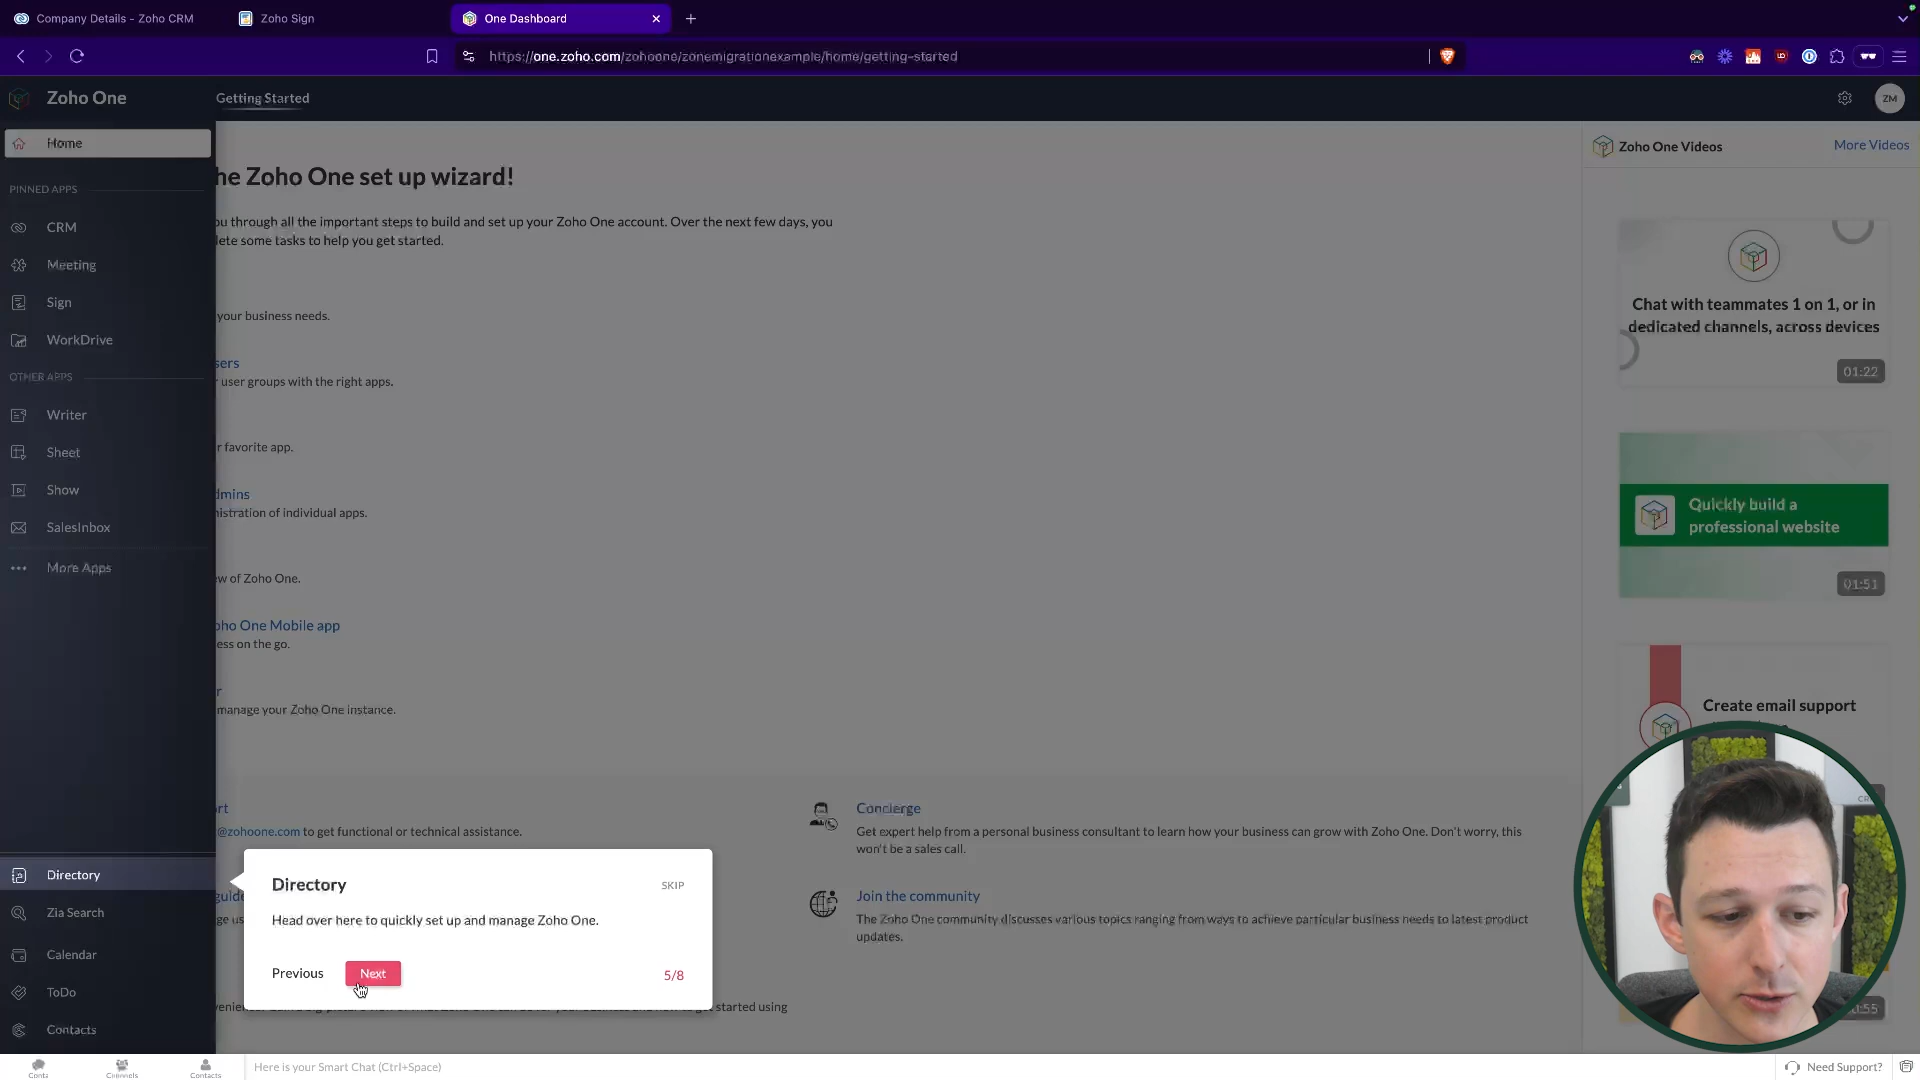 Company Details - Zoho CRM
Zoho Sign
One Dashboard
https://one.zoho.com/zohoone/zonemigrationexample/home/getting-started
Zoho One
Getting Started
ZM
Home
PINNED APPS
CRM
Meeting
Sign
WorkDrive
OTHER APPS
Writer
Sheet
Show
SalesInbox
More Apps
Directory
Zia Search
Calendar
ToDo
Contacts
he Zoho One set up wizard!
ou through all the important steps to build and set up your Zoho One account. Over the next few days, you
lete some tasks to help you get started.
your business needs.
sers
r user groups with the right apps.
r favorite app.
dmins
nistration of individual apps.
ew of Zoho One.
oho One Mobile app
ess on the go.
r
manage your Zoho One instance.
rt
@zohoone.com to get functional or technical assistance.
Concierge
Get expert help from a personal business consultant to learn how your business can grow with Zoho One. Don't worry, this
won't be a sales call.
guide
Join the community
The Zoho One community discusses various topics ranging from ways to achieve particular business needs to latest product
updates.
Directory
SKIP
Head over here to quickly set up and manage Zoho One.
Previous
Next
5/8
get started using
Zoho One Videos
More Videos
Chat with teammates 1 on 1, or in
dedicated channels, across devices
01:22
Quickly build a
professional website
01:51
Create email support
:55
Channels
Contacts
Here is your Smart Chat (Ctrl+Space)
Need Support?